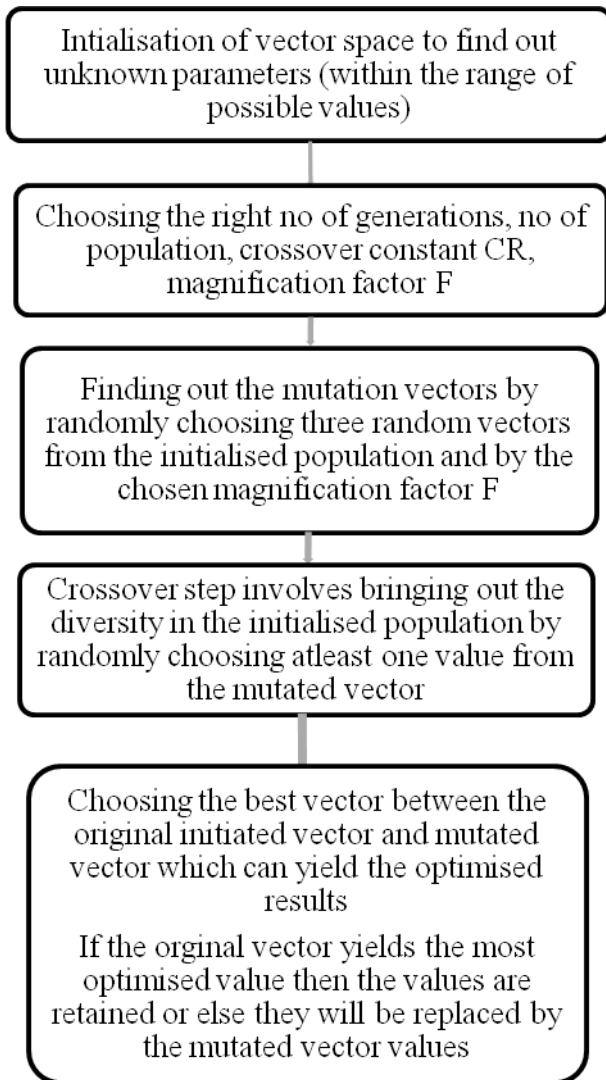 Intialisation of vector space to find out
unknown parameters (within the range of
possible values)
Choosing the right no of generations, no of
population, crossover constant CR,
magnification factor F
Finding out the mutation vectors by
randomly choosing three random vectors
from the initialised population and by the
chosen magnification factor F
Crossover step involves bringing out the
diversity in the initialised population by
randomly choosing atleast one value from
the mutated vector
Choosing the best vector between the
original initiated vector and mutated
vector which can yield the optimised
results
If the orginal vector yields the most
optimised value then the values are
retained or else they will be replaced by
the mutated vector values